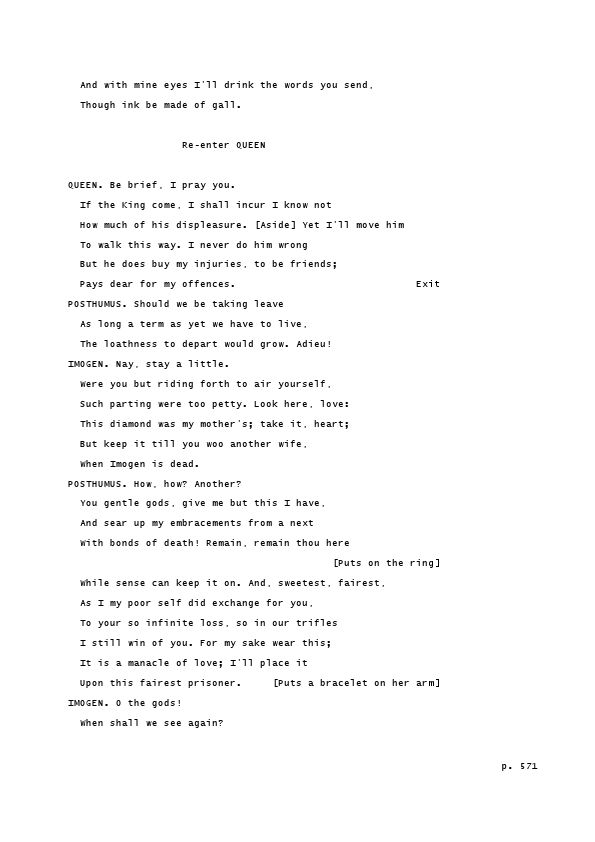 And with mine eyes I'll drink the words you send,
Though ink be made of gall.
Re-enter QUEEN
QUEEN. Be brief, I pray you.
If the King come, I shall incur I know not
How much of his displeasure. [Aside] Yet I'll move him
To walk this way. I never do him wrong
But he does buy my injuries, to be friends;
Pays dear for my offences. Exit
POSTHUMUS. Should we be taking leave
As long a term as yet we have to live,
The loathness to depart would grow. Adieu!
IMOGEN. Nay, stay a little.
Were you but riding forth to air yourself,
Such parting were too petty. Look here, love:
This diamond was my mother's; take it, heart;
But keep it till you woo another wife,
When Imogen is dead.
POSTHUMUS. How, how? Another?
You gentle gods, give me but this I have,
And sear up my embracements from a next
With bonds of death! Remain, remain thou here
[Puts on the ring]
While sense can keep it on. And, sweetest, fairest,
As I my poor self did exchange for you,
To your so infinite loss, so in our trifles
I still win of you. For my sake wear this;
It is a manacle of love; I'll place it
Upon this fairest prisoner. [Puts a bracelet on her arm]
IMOGEN. O the gods!
When shall we see again?
p. 571